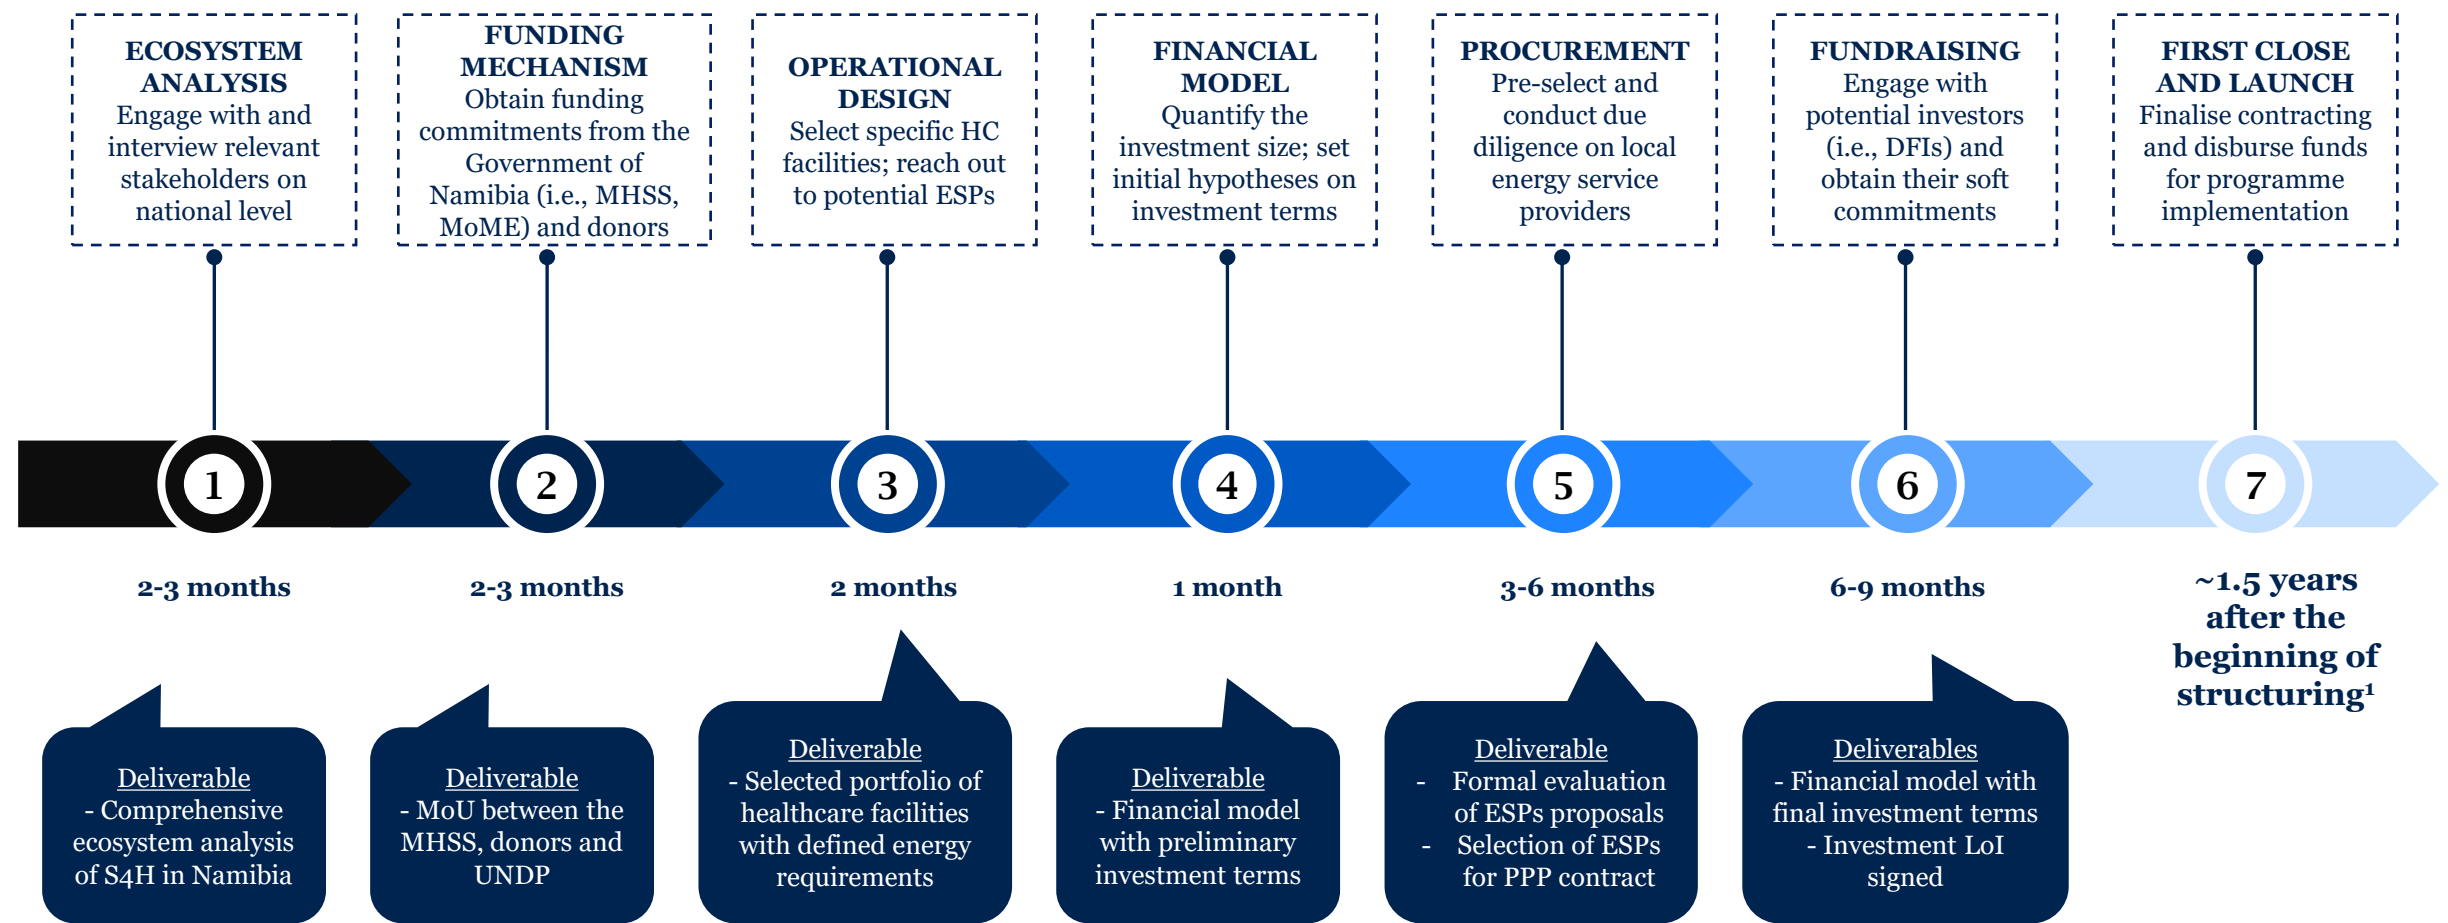 ECOSYSTEM
ANALYSIS
Engage with and
interview relevant
stakeholders on
national level
FUNDING
MECHANISM
Obtain funding
commitments from the
Government of
Namibia (i.e., MHSS,
MoME) and donors
OPERATIONAL
DESIGN
Select specific HC
facilities; reach out
to potential ESPs
FINANCIAL
MODEL
Quantify the
investment size; set
initial hypotheses on
investment terms
PROCUREMENT
Pre-select and
conduct due
diligence on local
energy service
providers
FUNDRAISING
Engage with
potential investors
(i.e., DFIs) and
obtain their soft
commitments
FIRST CLOSE
AND LAUNCH
Finalise contracting
and disburse funds
for programme
implementation
1
2
3
4
5
6
7
2-3 months
2-3 months
2 months
1 month
3-6 months
6-9 months
~1.5 years
after the
beginning of
structuring¹
Deliverable
- Comprehensive
ecosystem analysis
of S4H in Namibia
Deliverable
- MoU between the
MHSS, donors and
UNDP
Deliverable
- Selected portfolio of
healthcare facilities
with defined energy
requirements
Deliverable
- Financial model
with preliminary
investment terms
Deliverable
- Formal evaluation
of ESPs proposals
- Selection of ESPs
for PPP contract
Deliverables
- Financial model with
final investment terms
- Investment LoI
signed